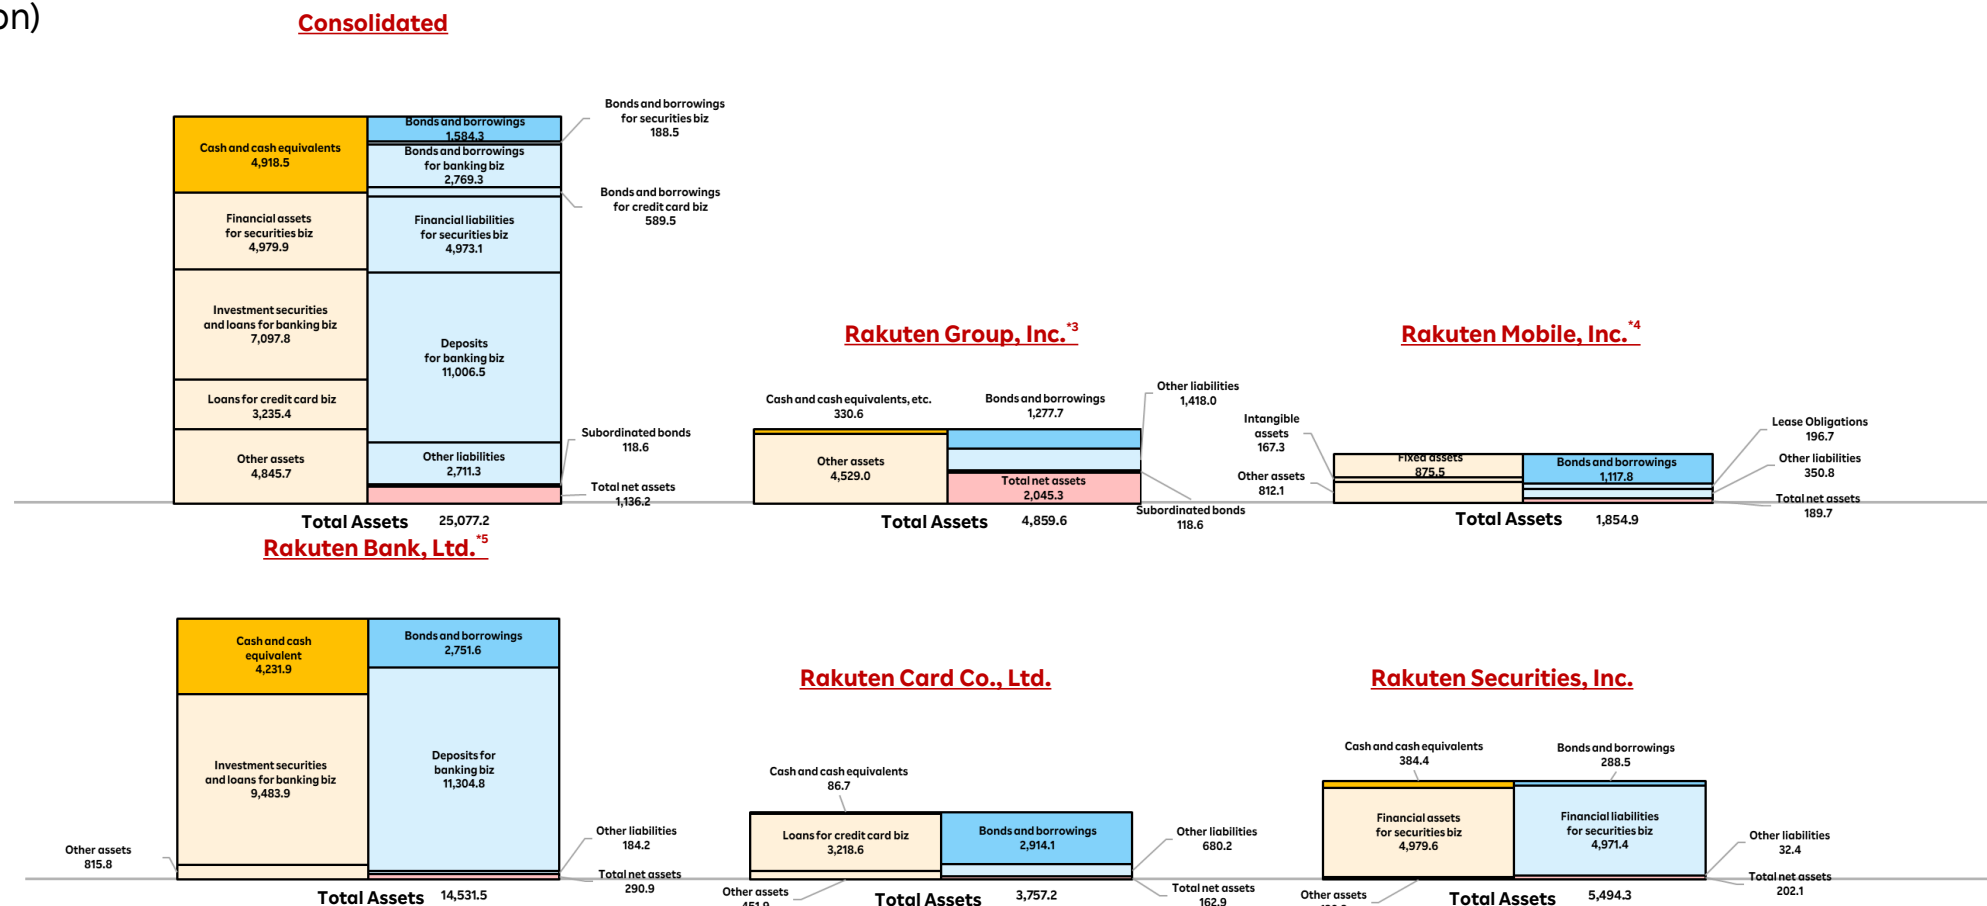 on)
Consolidated
Bonds and borrowings
for securities biz
188.5
Cash and cash equivalents
4,918.5
Bonds and borrowings
1,584.3
Bonds and borrowings
for banking biz
2,769.3
Bonds and borrowings
for credit card biz
589.5
Financial assets
for securities biz
4,979.9
Financial liabilities
for securities biz
4,973.1
Investment securities
and loans for banking biz
7,097.8
Deposits
for banking biz
11,006.5
Loans for credit card biz
3,235.4
Other assets
4,845.7
Other liabilities
2,711.3
Subordinated bonds
118.6
Total net assets
1,136.2
Total Assets 25,077.2
Rakuten Group, Inc.*3
Cash and cash equivalents, etc.
330.6
Bonds and borrowings
1,277.7
Other liabilities
1,418.0
Other assets
4,529.0
Total net assets
2,045.3
Subordinated bonds
118.6
Total Assets 4,859.6
Rakuten Mobile, Inc.*4
Intangible
assets
167.3
Other assets
812.1
Fixed assets
875.5
Bonds and borrowings
1,117.8
Lease Obligations
196.7
Other liabilities
350.8
Total net assets
189.7
Total Assets 1,854.9
Rakuten Bank, Ltd.*5
Cash and cash
equivalent
4,231.9
Bonds and borrowings
2,751.6
Investment securities
and loans for banking biz
9,483.9
Deposits for
banking biz
11,304.8
Other assets
815.8
Other liabilities
184.2
Total net assets
290.9
Total Assets 14,531.5
Rakuten Card Co., Ltd.
Cash and cash equivalents
86.7
Loans for credit card biz
3,218.6
Bonds and borrowings
2,914.1
Other liabilities
680.2
Other assets
Total net assets
162.9
Total Assets 3,757.2
Rakuten Securities, Inc.
Cash and cash equivalents
384.4
Bonds and borrowings
288.5
Financial assets
for securities biz
4,979.6
Financial liabilities
for securities biz
4,971.4
Other liabilities
32.4
Total net assets
202.1
Other assets
Total Assets 5,494.3